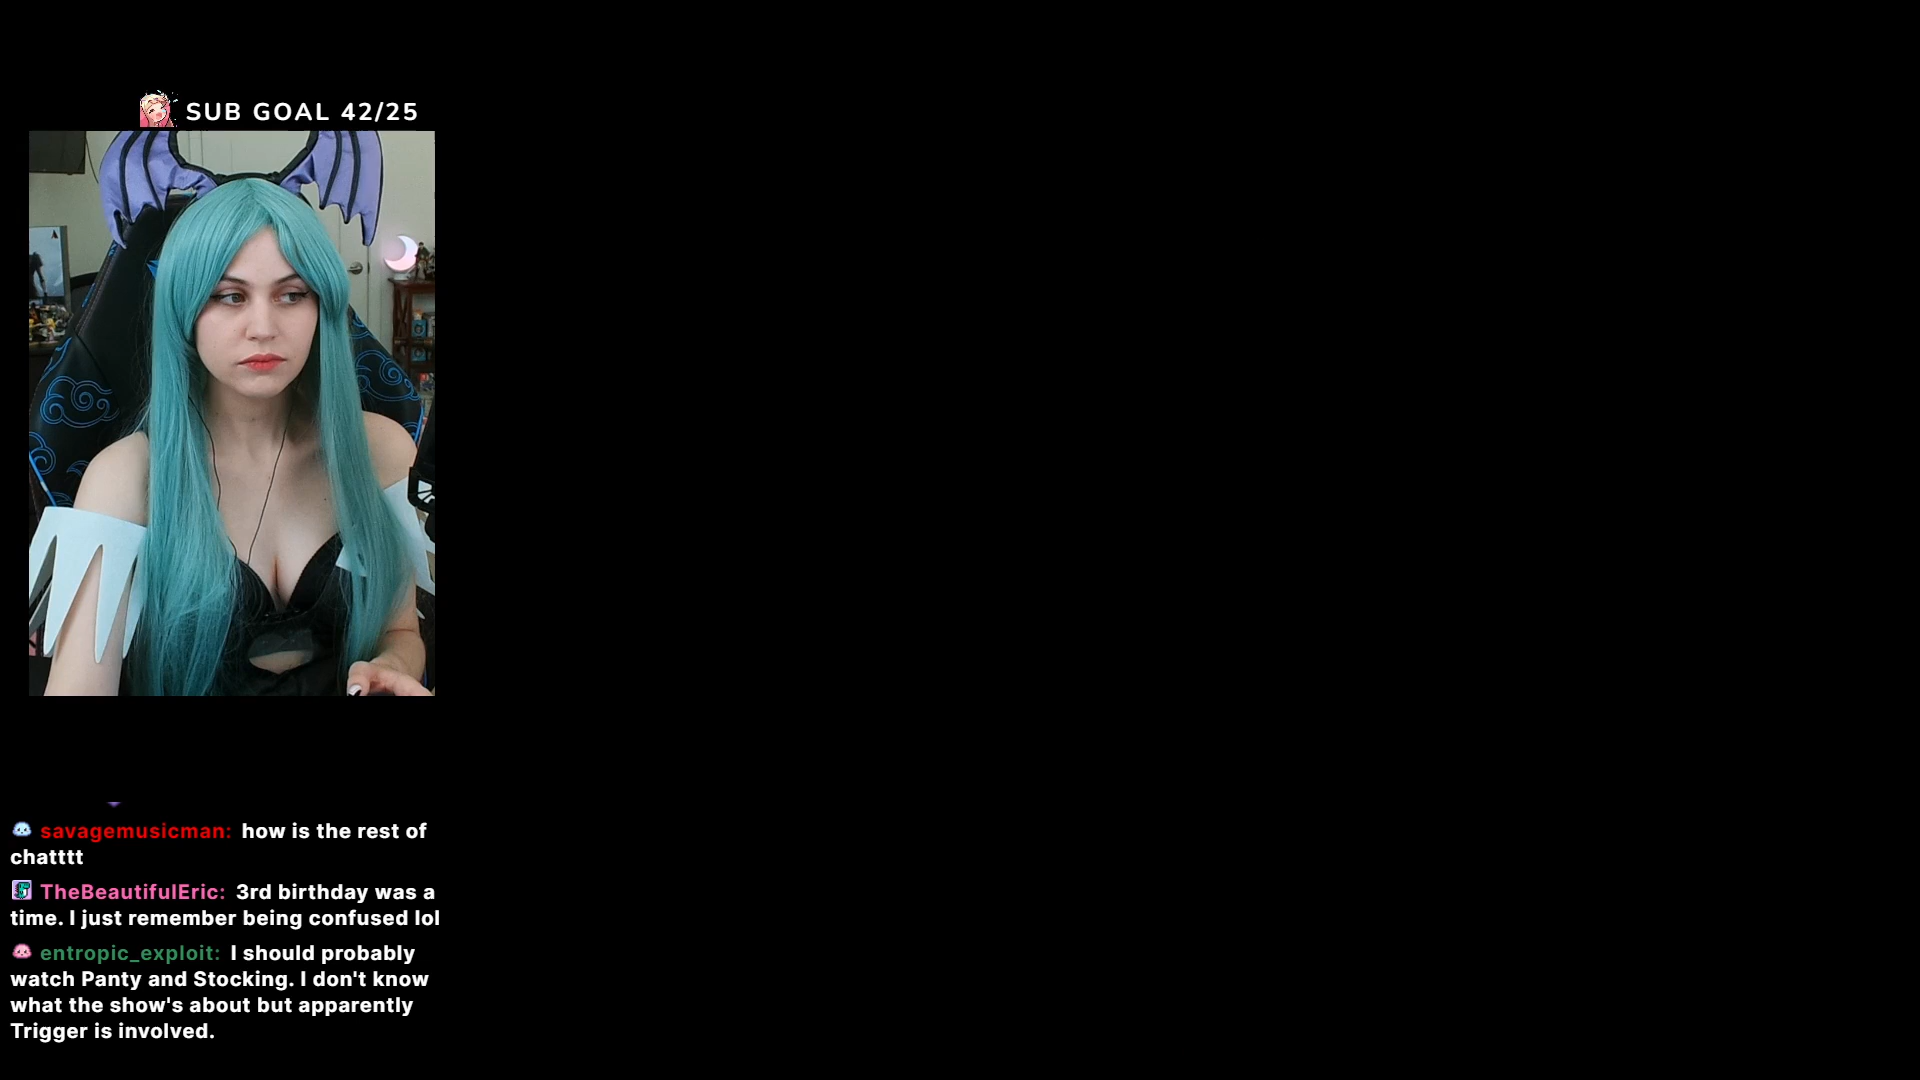 SUB GOAL 42/25
savagemusicman: how is the rest of
chatttt
TheBeautifulEric: 3rd birthday was a
time. I just remember being confused lol
entropic_exploit: I should probably
watch Panty and Stocking. I don't know
what the show's about but apparently
Trigger is involved.